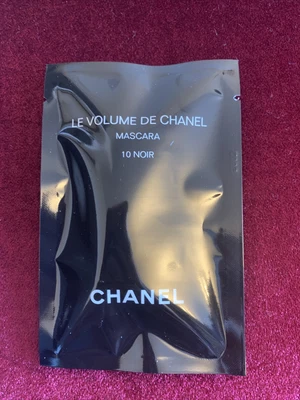 LE VOLUME DE CHANEL
MASCARA
10 NOIR
CHANEL